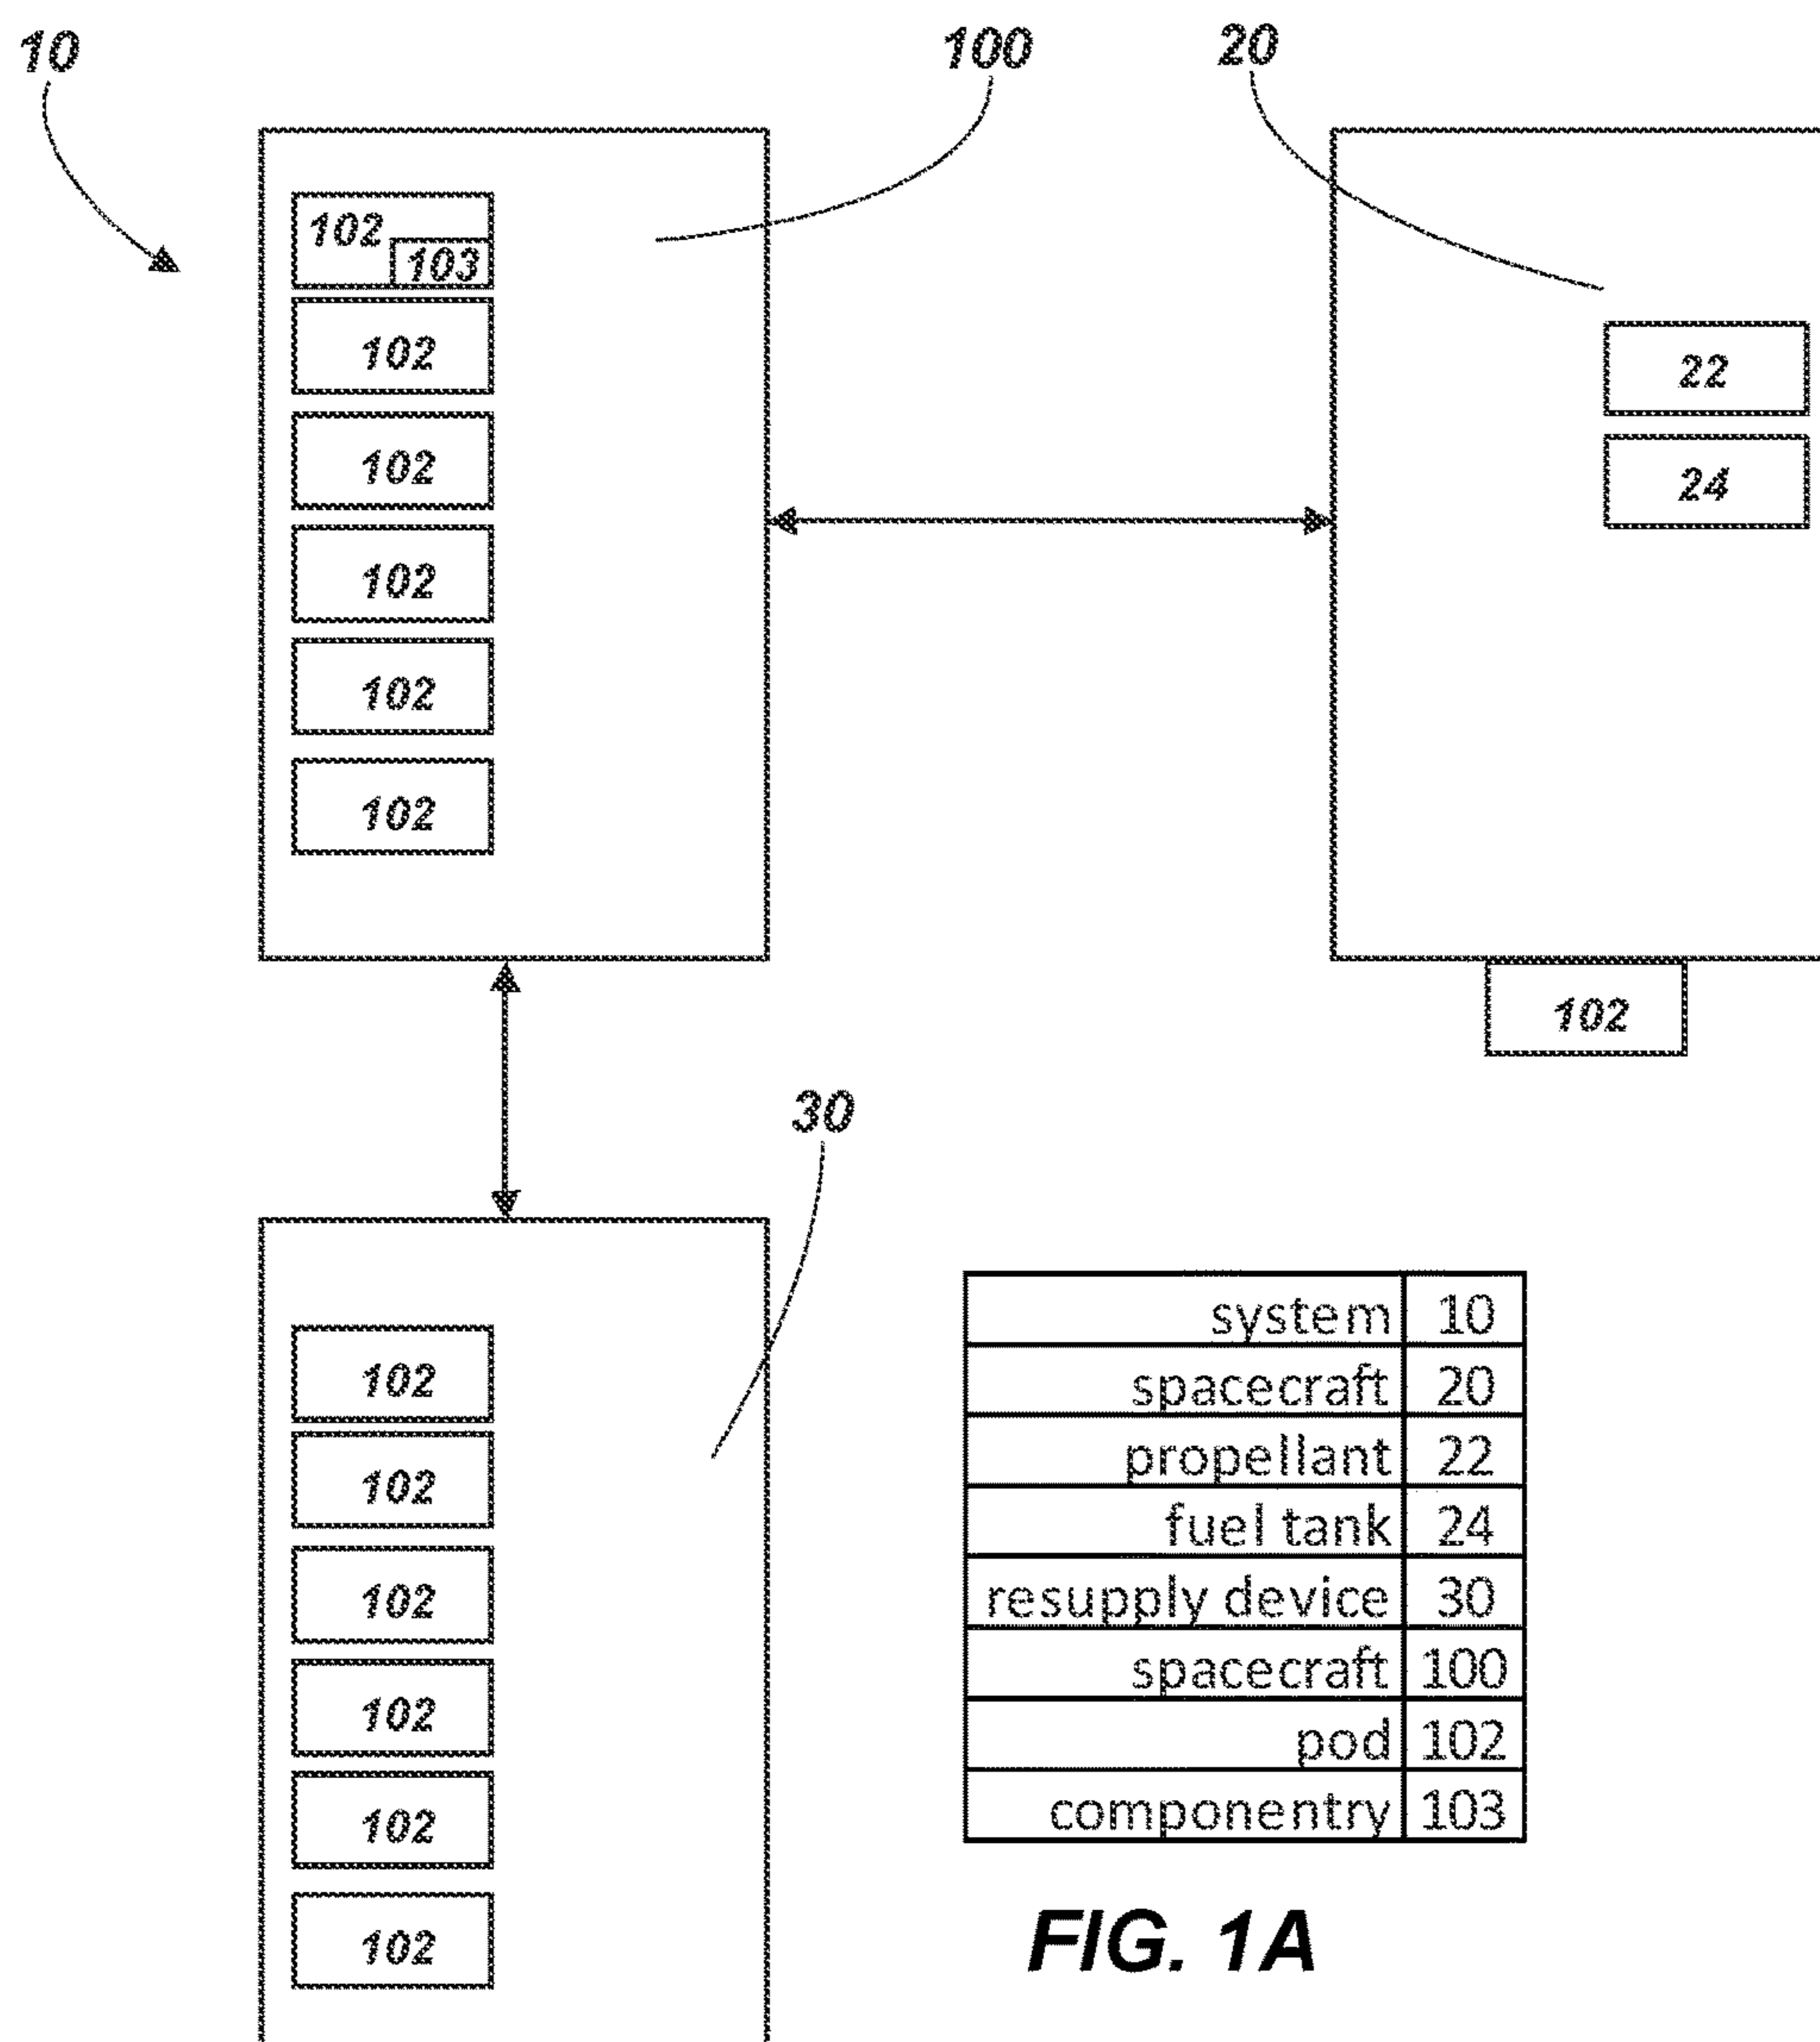 10
100
20
102
103
102
102
102
102
102
22
24
102
30
102
102
102
102
102
102
system 10
spacecraft 20
propellant 22
fuel tank 24
resupply device 30
spacecraft 100
pod 102
componentry 103
FIG. 1A